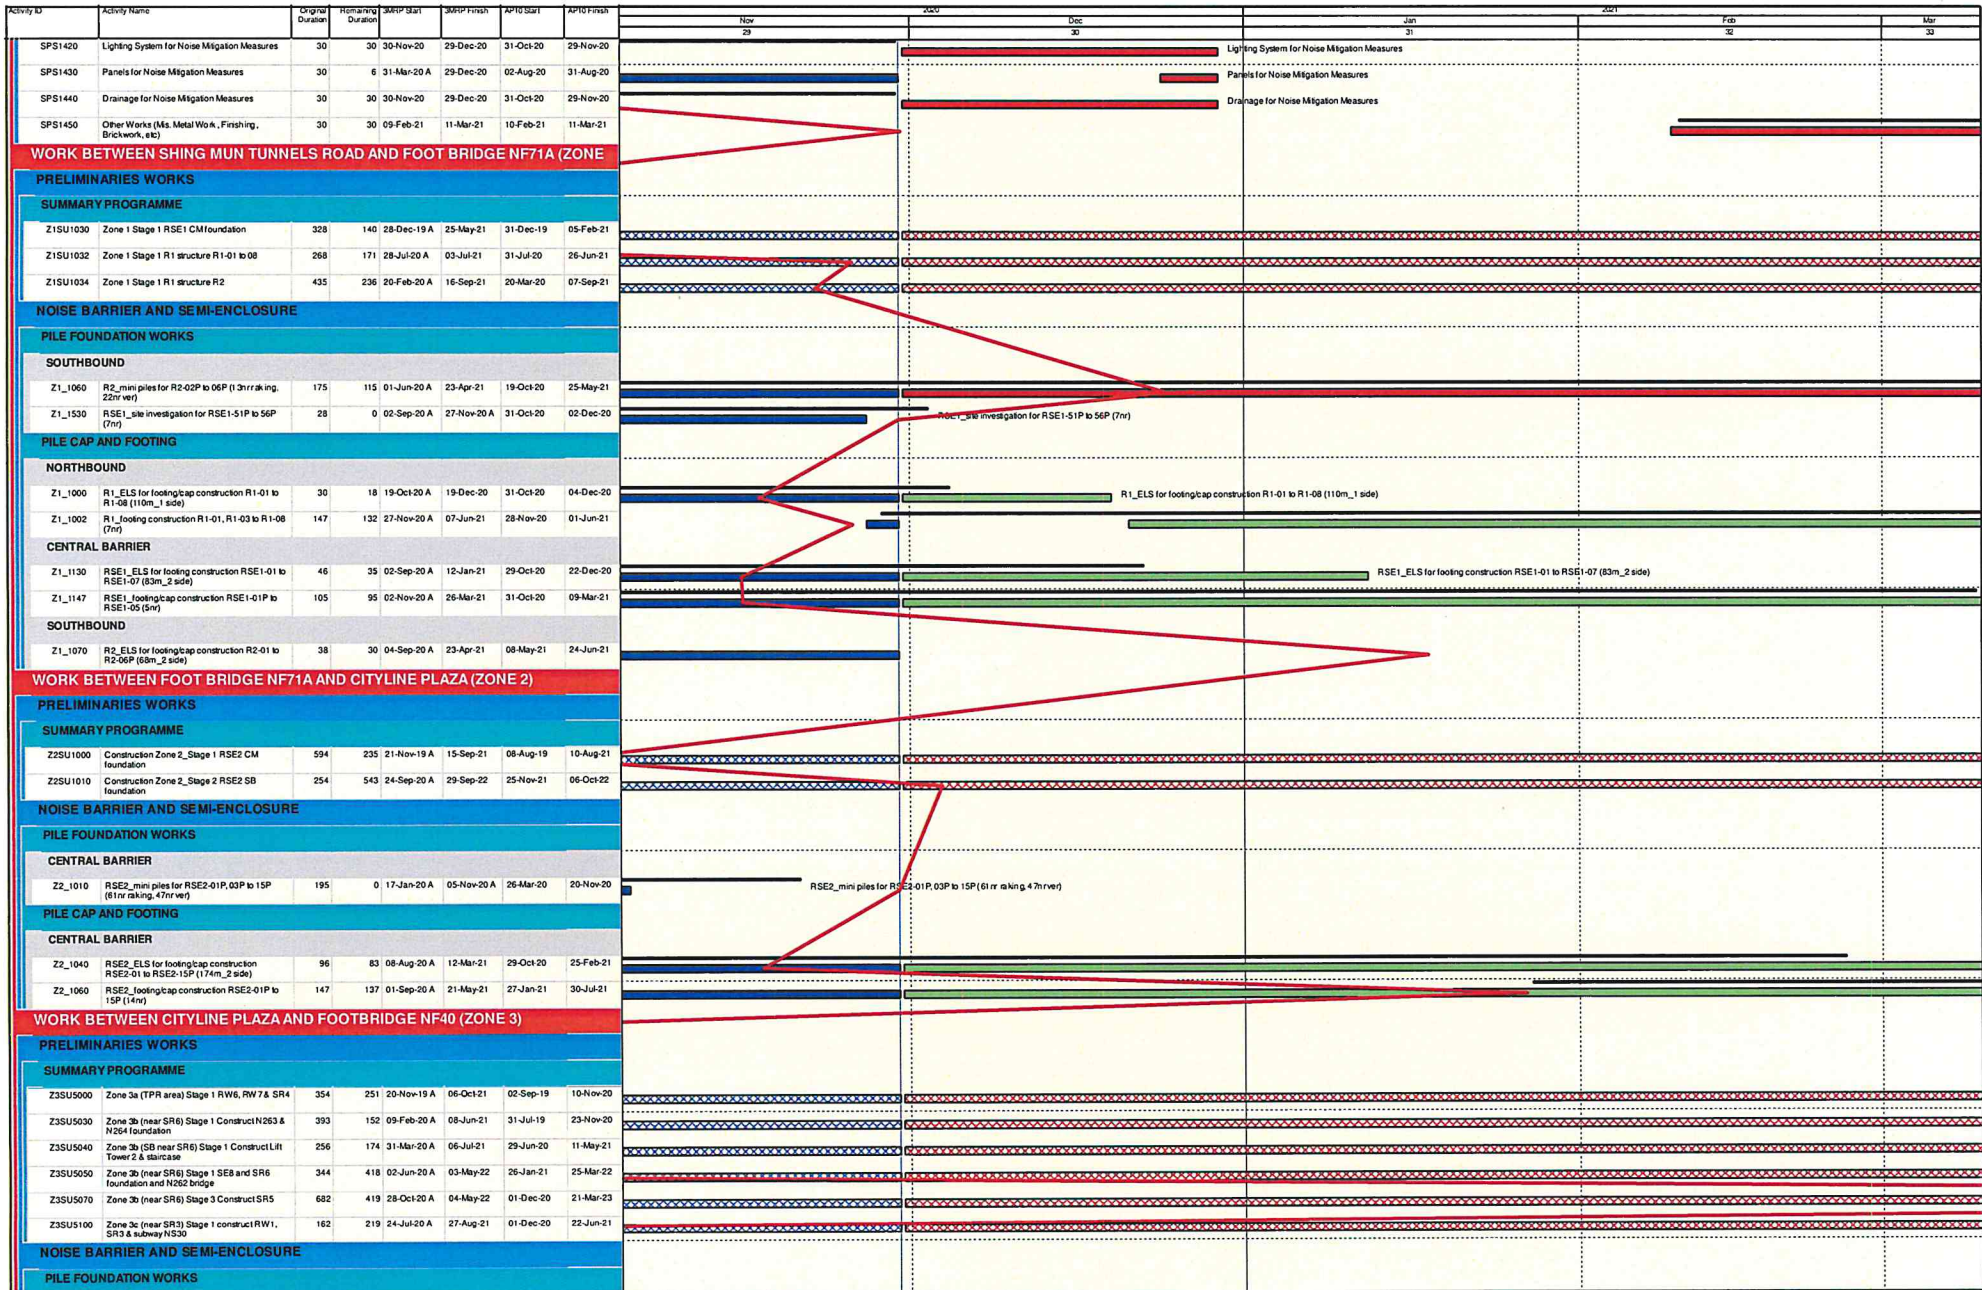 Activity ID Activity Name Original Duration Remaining Duration 3MRP Start 3MRP Finish AP10 Start AP10 Finish 2020 2021
Nov Dec Jan Feb Mar
29 30 31 32 33
SPS1420 Lighting System for Noise Mitigation Measures 30 30 30-Nov-20 29-Dec-20 31-Oct-20 29-Nov-20 Lighting System for Noise Mitigation Measures
SPS1430 Panels for Noise Mitigation Measures 30 6 31-Mar-20 A 29-Dec-20 02-Aug-20 31-Aug-20 Panels for Noise Mitigation Measures
SPS1440 Drainage for Noise Mitigation Measures 30 30 30-Nov-20 29-Dec-20 31-Oct-20 29-Nov-20 Drainage for Noise Mitigation Measures
SPS1450 Other Works (Mis. Metal Work, Finishing, 30 30 09-Feb-21 11-Mar-21 10-Feb-21 11-Mar-21
Brickwork, etc)
WORK BETWEEN SHING MUN TUNNELS ROAD AND FOOT BRIDGE NF71A (ZONE
PRELIMINARIES WORKS
SUMMARY PROGRAMME
Z1SU1030 Zone 1 Stage 1 RSE1 CM foundation 328 140 28-Dec-19 A 25-May-21 31-Dec-19 05-Feb-21
Z1SU1032 Zone 1 Stage 1 R1 structure R1-01 to 08 268 171 28-Jul-20 A 03-Jul-21 31-Jul-20 26-Jun-21
Z1SU1034 Zone 1 Stage 1 R1 structure R2 435 236 20-Feb-20 A 16-Sep-21 20-Mar-20 07-Sep-21
NOISE BARRIER AND SEMI-ENCLOSURE
PILE FOUNDATION WORKS
SOUTHBOUND
Z1_1060 R2_mini piles for R2-02P to 06P (13nr raking, 175 115 01-Jun-20 A 23-Apr-21 19-Oct-20 25-May-21
22nr ver)
Z1_1530 RSE1_site investigation for RSE1-51P to 56P 28 0 02-Sep-20 A 27-Nov-20 A 31-Oct-20 02-Dec-20 RSE1_site investigation for RSE1-51P to 56P (7nr)
(7nr)
PILE CAP AND FOOTING
NORTHBOUND
Z1_1000 R1_ELS for footing/cap construction R1-01 to 30 18 19-Oct-20 A 19-Dec-20 31-Oct-20 04-Dec-20 R1_ELS for footing/cap construction R1-01 to R1-08 (110m_1 side)
R1-08 (110m_1 side)
Z1_1002 R1_footing construction R1-01, R1-03 to R1-08 147 132 27-Nov-20 A 07-Jun-21 28-Nov-20 01-Jun-21
(7nr)
CENTRAL BARRIER
Z1_1130 RSE1_ELS for footing construction RSE1-01 to 46 35 02-Sep-20 A 12-Jan-21 29-Oct-20 22-Dec-20 RSE1_ELS for footing construction RSE1-01 to RSE1-07 (83m_2 side)
RSE1-07 (83m_2 side)
Z1_1147 RSE1_footing/cap construction RSE1-01P to 105 95 02-Nov-20 A 26-Mar-21 31-Oct-20 09-Mar-21
RSE1-05 (5nr)
SOUTHBOUND
Z1_1070 R2_ELS for footing/cap construction R2-01 to 38 30 04-Sep-20 A 23-Apr-21 08-May-21 24-Jun-21
R2-06P (68m_2 side)
WORK BETWEEN FOOT BRIDGE NF71A AND CITYLINE PLAZA (ZONE 2)
PRELIMINARIES WORKS
SUMMARY PROGRAMME
Z2SU1000 Construction Zone 2_Stage 1 RSE2 CM 594 235 21-Nov-19 A 15-Sep-21 08-Aug-19 10-Aug-21
foundation
Z2SU1010 Construction Zone 2_Stage 2 RSE2 SB 254 543 24-Sep-20 A 29-Sep-22 25-Nov-21 06-Oct-22
foundation
NOISE BARRIER AND SEMI-ENCLOSURE
PILE FOUNDATION WORKS
CENTRAL BARRIER
Z2_1010 RSE2_mini piles for RSE2-01P, 03P to 15P 195 0 17-Jan-20 A 05-Nov-20 A 26-Mar-20 20-Nov-20 RSE2_mini piles for RSE2-01P, 03P to 15P (61nr raking, 47nr ver)
(61nr raking, 47nr ver)
PILE CAP AND FOOTING
CENTRAL BARRIER
Z2_1040 RSE2_ELS for footing/cap construction 96 83 08-Aug-20 A 12-Mar-21 29-Oct-20 25-Feb-21
RSE2-01 to RSE2-15P (174m_2 side)
Z2_1060 RSE2_footing/cap construction RSE2-01P to 147 137 01-Sep-20 A 21-May-21 27-Jan-21 30-Jul-21
15P (14nr)
WORK BETWEEN CITYLINE PLAZA AND FOOTBRIDGE NF40 (ZONE 3)
PRELIMINARIES WORKS
SUMMARY PROGRAMME
Z3SU5000 Zone 3a (TPR area) Stage 1 RW6, RW7 & SR4 354 251 20-Nov-19 A 06-Oct-21 02-Sep-19 10-Nov-20
Z3SU5030 Zone 3b (near SR6) Stage 1 Construct N263 & 393 152 09-Feb-20 A 08-Jun-21 31-Jul-19 23-Nov-20
N264 foundation
Z3SU5040 Zone 3b (SB near SR6) Stage 1 Construct Lift 256 174 31-Mar-20 A 06-Jul-21 29-Jun-20 11-May-21
Tower 2 & staircase
Z3SU5050 Zone 3b (near SR6) Stage 1 SE8 and SR6 344 418 02-Jun-20 A 03-May-22 26-Jan-21 25-Mar-22
foundation and N262 bridge
Z3SU5070 Zone 3b (near SR6) Stage 3 Construct SR5 682 419 28-Oct-20 A 04-May-22 01-Dec-20 21-Mar-23
Z3SU5100 Zone 3c (near SR3) Stage 1 construct RW1, 162 219 24-Jul-20 A 27-Aug-21 01-Dec-20 22-Jun-21
SR3 & subway NS30
NOISE BARRIER AND SEMI-ENCLOSURE
PILE FOUNDATION WORKS